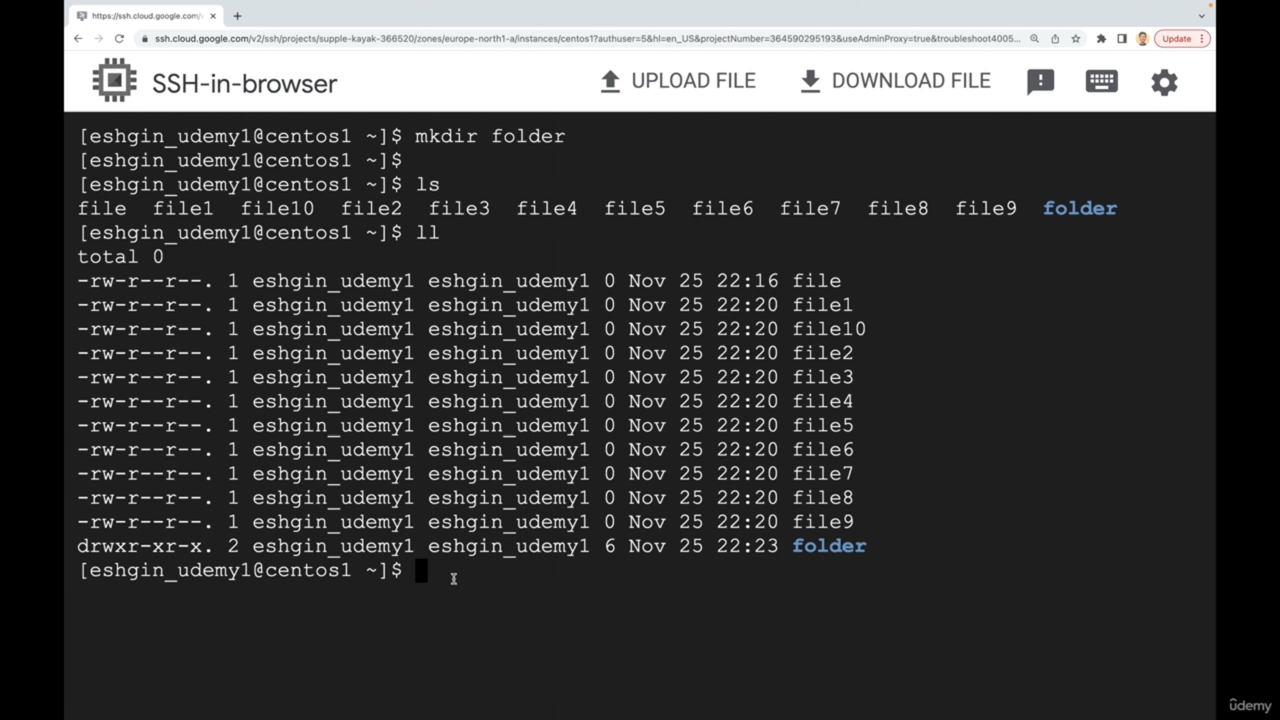 https://ssh.cloud.google.com/v
ssh.cloud.google.com/v2/ssh/projects/supple-kayak-366520/zones/europe-north1-a/instances/centos1?authuser=5&hl=en_US&projectNumber=364590295193&useAdminProxy=true&troubleshoot4005...
Update
SSH-in-browser
UPLOAD FILE
DOWNLOAD FILE
[eshgin_udemy1@centos1 ~]$ mkdir folder
[eshgin_udemy1@centos1 ~]$
[eshgin_udemy1@centos1 ~]$ ls
file file1 file10 file2 file3 file4 file5 file6 file7 file8 file9 folder
[eshgin_udemy1@centos1 ~]$ ll
total 0
-rw-r--r--. 1 eshgin_udemy1 eshgin_udemy1 0 Nov 25 22:16 file
-rw-r--r--. 1 eshgin_udemy1 eshgin_udemy1 0 Nov 25 22:20 file1
-rw-r--r--. 1 eshgin_udemy1 eshgin_udemy1 0 Nov 25 22:20 file10
-rw-r--r--. 1 eshgin_udemy1 eshgin_udemy1 0 Nov 25 22:20 file2
-rw-r--r--. 1 eshgin_udemy1 eshgin_udemy1 0 Nov 25 22:20 file3
-rw-r--r--. 1 eshgin_udemy1 eshgin_udemy1 0 Nov 25 22:20 file4
-rw-r--r--. 1 eshgin_udemy1 eshgin_udemy1 0 Nov 25 22:20 file5
-rw-r--r--. 1 eshgin_udemy1 eshgin_udemy1 0 Nov 25 22:20 file6
-rw-r--r--. 1 eshgin_udemy1 eshgin_udemy1 0 Nov 25 22:20 file7
-rw-r--r--. 1 eshgin_udemy1 eshgin_udemy1 0 Nov 25 22:20 file8
-rw-r--r--. 1 eshgin_udemy1 eshgin_udemy1 0 Nov 25 22:20 file9
drwxr-xr-x. 2 eshgin_udemy1 eshgin_udemy1 6 Nov 25 22:23 folder
[eshgin_udemy1@centos1 ~]$
ûdemy